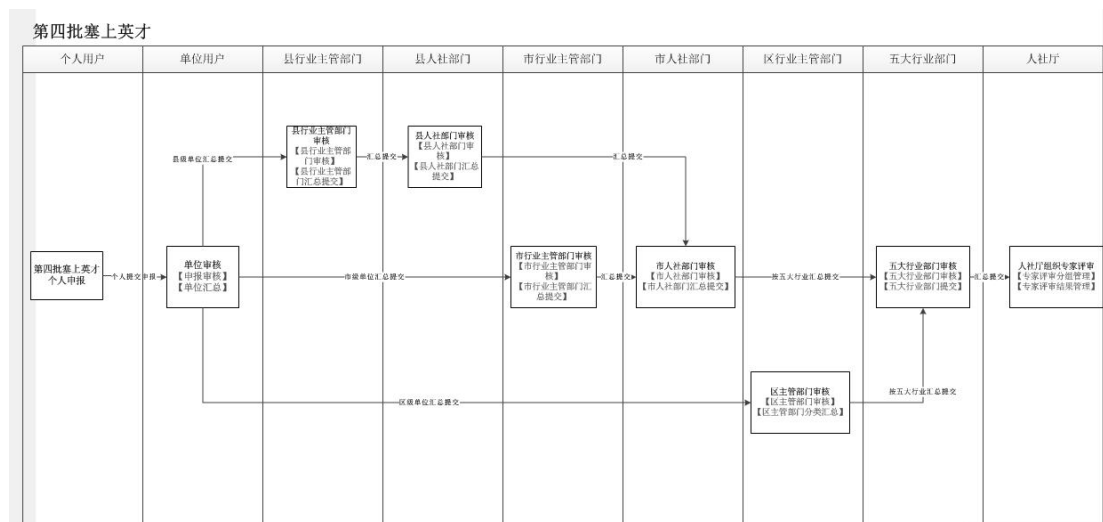 第四批塞上英才
个人用户
单位用户
县行业主管部门
县人社部门
市行业主管部门
市人社部门
区行业主管部门
五大行业部门
人社厅
县级单位汇总提交
县行业主管部门
审核
【县行业主管部
门审核】
【县行业主管部
门汇总提交】
汇总提交
县人社部门审核
【县人社部门审
核】
【县人社部门汇总
提交】
汇总提交
第四批塞上英才
个人申报
个人提交申报
单位审核
【申报审核】
【单位汇总】
市级单位汇总提交
市行业主管部门审核
【市行业主管部门审
核】
【市行业主管部门汇
总提交】
汇总提交
市人社部门审核
【市人社部门审核】
【市人社部门汇总提交】
按五大行业汇总提交
五大行业部门审核
【五大行业部门审核】
【五大行业部门提交】
汇总提交
人社厅组织专家评审
【专家评审分组管理】
【专家评审结果管理】
区级单位汇总提交
区主管部门审核
【区主管部门审核】
【区主管部门分类汇总】
按五大行业汇总提交